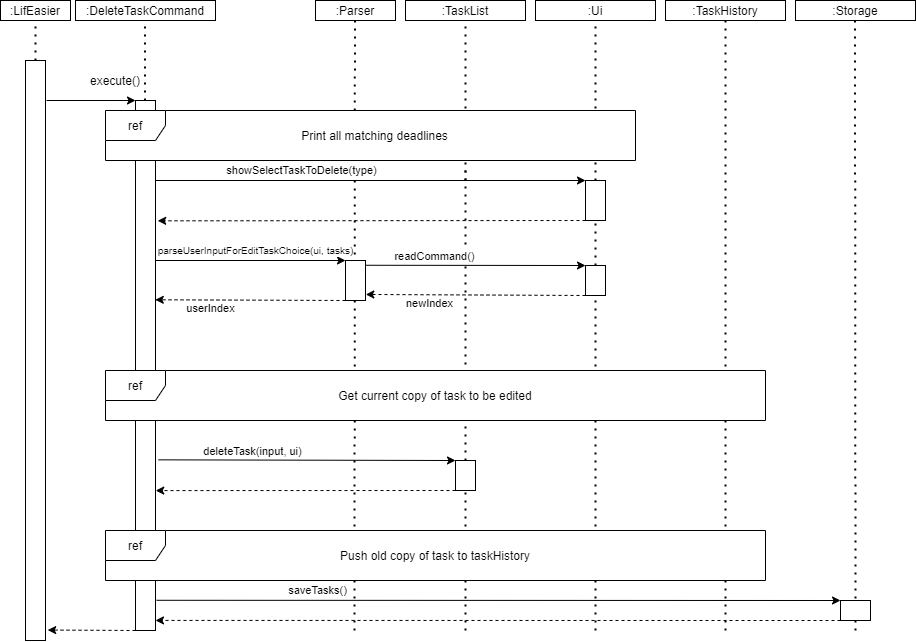 :LifEasier
:DeleteTaskCommand
:Parser
:TaskList
:Ui
:TaskHistory
:Storage
execute()
ref
Print all matching deadlines
showSelectTaskToDelete(type)
parseUserInputForEditTaskChoice(ui, tasks)
readCommand()
newIndex
userIndex
ref
Get current copy of task to be edited
deleteTask(input, ui)
ref
Push old copy of task to taskHistory
saveTasks()